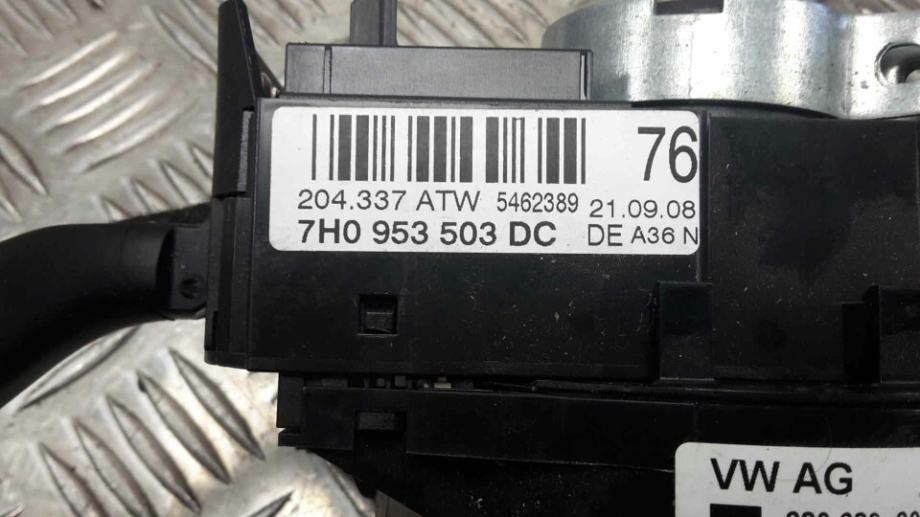 76
204.337 ATW 5462389 21.09.08
7H0 953 503 DC DE A36 N
VW AG